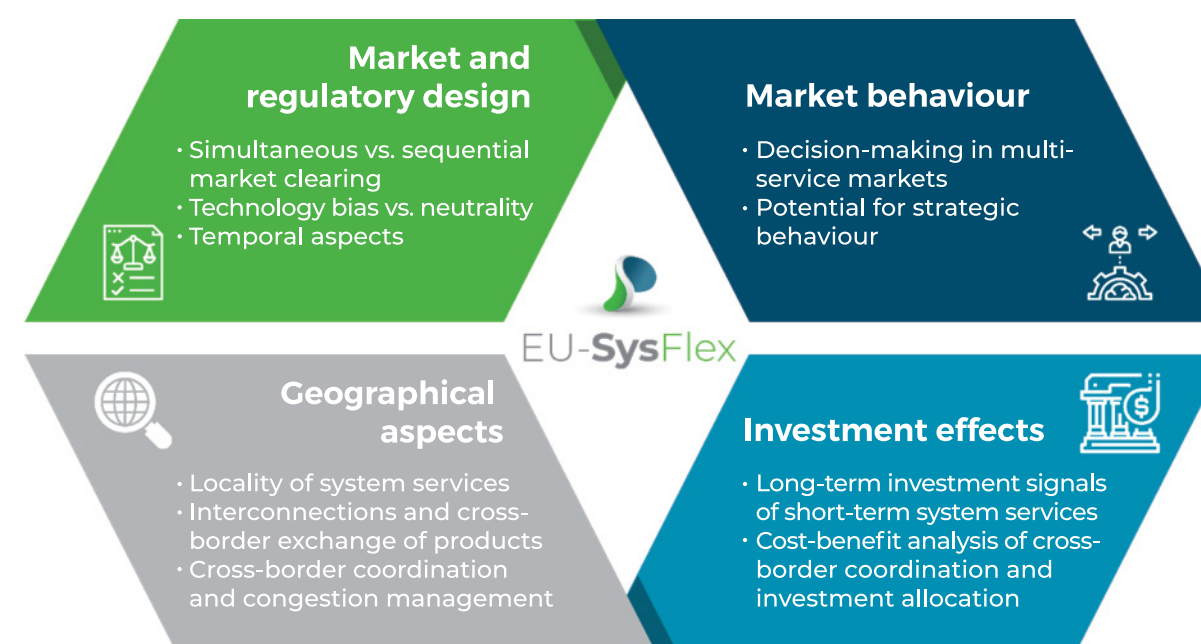 Market and
regulatory design
• Simultaneous vs. sequential
market clearing
• Technology bias vs. neutrality
• Temporal aspects
Market behaviour
• Decision-making in multi-
service markets
• Potential for strategic
behaviour
EU-SysFlex
Geographical
aspects
• Locality of system services
• Interconnections and cross-
border exchange of products
• Cross-border coordination
and congestion management
Investment effects
• Long-term investment signals
of short-term system services
• Cost-benefit analysis of cross-
border coordination and
investment allocation
$